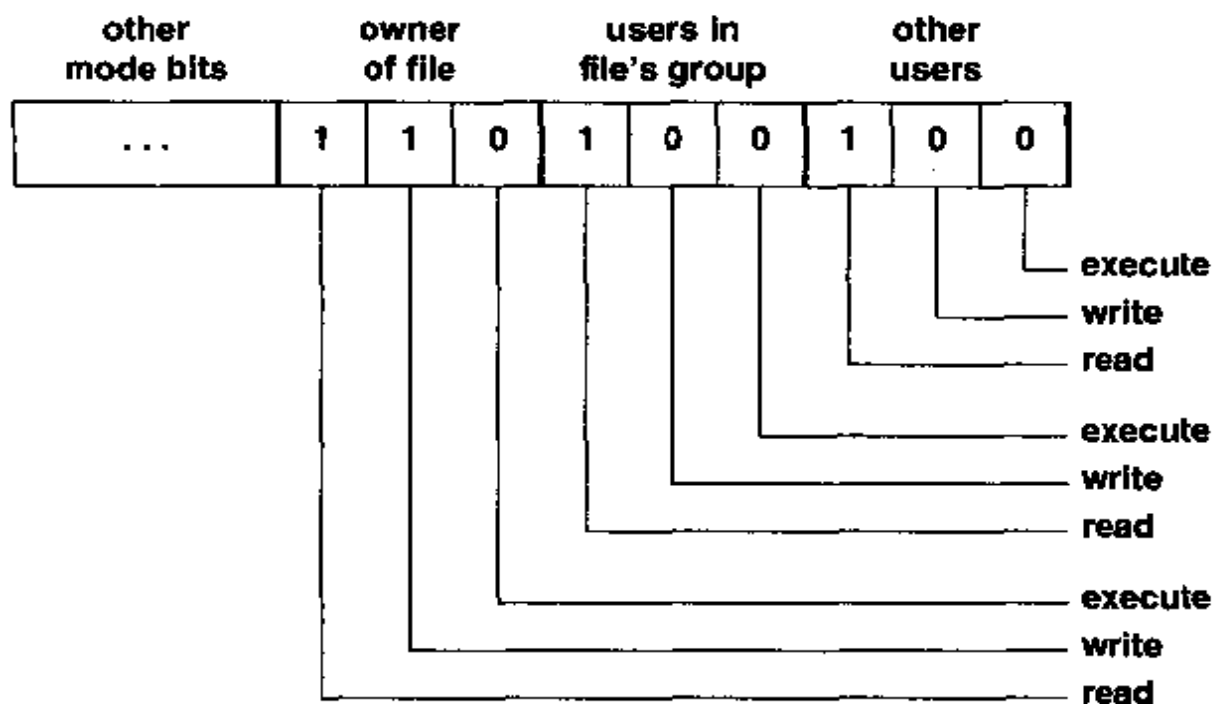 other owner users in other
mode bits of file file's group users
... 1 1 0 1 0 0 1 0 0
execute
write
read
execute
write
read
execute
write
read